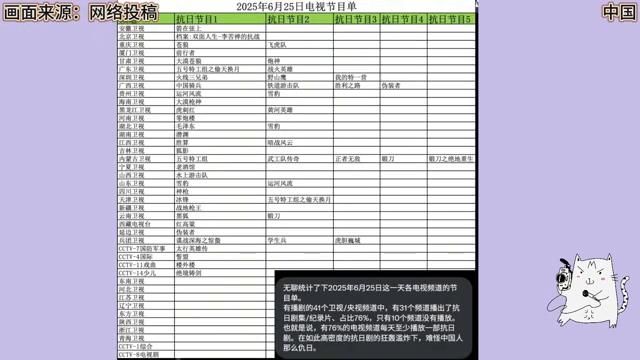 画面来源：网络投稿
中国
2025年6月25日电视节目单
抗日节目1 抗日节目2 抗日节目3 抗日节目4 抗日节目5
安徽卫视 箭在弦上
北京卫视 档案:双面人生-李苦禅的抗战
重庆卫视 苍狼 飞虎队
厦门卫视 前行者
甘肃卫视 大漠苍狼 炮神
广东卫视 五号特工组之偷天换月 战火英雄
深圳卫视 火线三兄弟 野山鹰 我的特一营
广西卫视 中国骑兵 铁道游击队 胜利之路 伪装者
贵州卫视 运河风流 雪豹
海南卫视 大漠枪神
黑龙江卫视 虎刺红 黄河英雄
河南卫视 零炮楼
湖北卫视 毛泽东 雪豹
湖南卫视 潜渊
江西卫视 胜算 暗战风云
吉林卫视 孤影
内蒙古卫视 五号特工组 武工队传奇 正者无敌 锻刀 锻刀之绝地重生
宁夏卫视 老酒馆
山西卫视 水上游击队
山东卫视 雪豹 运河风流
四川卫视 神枪
天津卫视 冰锋 五号特工组之偷天换月
新疆卫视 战地枪王
云南卫视 黑狐 锻刀
西藏电视台 红高粱
延边卫视 伪装者
兵团卫视 谍战深海之惊蛰 学生兵 虎胆巍城
CCTV-7国防军事 太行英雄传
CCTV-4国际 誓盟
CCTV-11戏曲 楼外楼
CCTV-14少儿 绝境铸剑
东南卫视
河北卫视
江苏卫视
辽宁卫视
东方卫视
陕西卫视
浙江卫视
青海卫视
CCTV-1综合
CCTV-8电视剧
无聊统计了下2025年6月25日这一天各电视频道的节
目单。
有播剧的41个卫视/央视频道中，有31个频道播出了抗
日剧集/纪录片、占比76%，只有10个频道没有播放。
也就是说，有76%的电视频道每天至少播放一部抗日
剧。在如此高密度的抗日剧的狂轰滥炸下，难怪中国人
那么仇日。